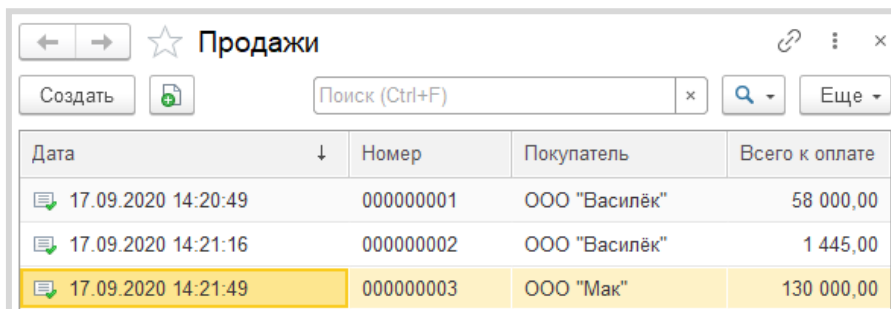 Продажи
Создать Поиск (Ctrl+F) Еще
Дата Номер Покупатель Всего к оплате
17.09.2020 14:20:49 000000001 ООО "Василёк" 58 000,00
17.09.2020 14:21:16 000000002 ООО "Василёк" 1 445,00
17.09.2020 14:21:49 000000003 ООО "Мак" 130 000,00